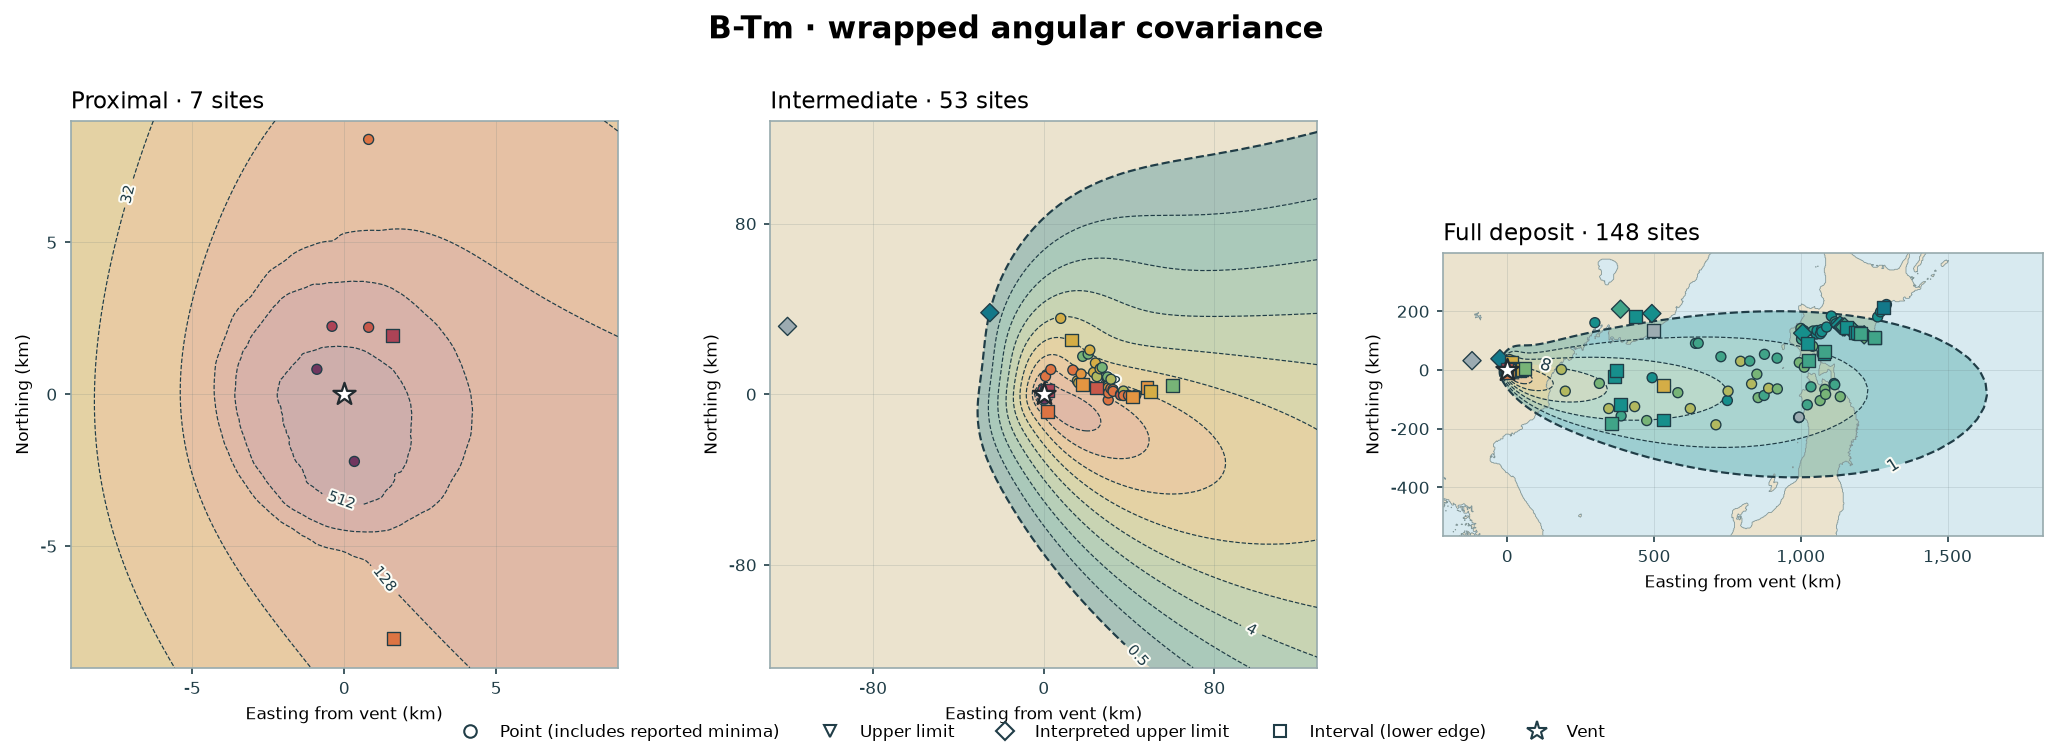 B-Tm · wrapped angular covariance
Proximal · 7 sites
32
512
128
5
0
-5
-5
0
5
Northing (km)
Easting from vent (km)
Intermediate · 53 sites
4
0.5
80
0
-80
-80
0
80
Northing (km)
Easting from vent (km)
Full deposit · 148 sites
8
1
200
0
-200
-400
0
500
1,000
1,500
Northing (km)
Easting from vent (km)
Point (includes reported minima)
Upper limit
Interpreted upper limit
Interval (lower edge)
Vent